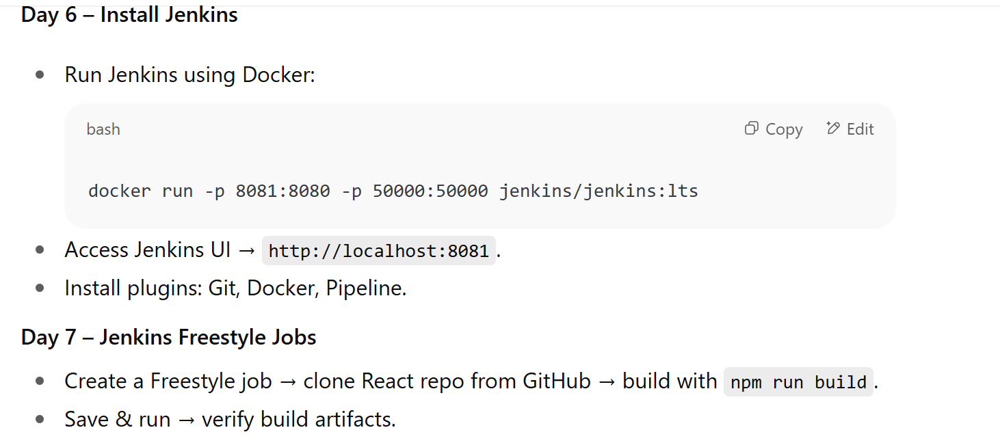 Day 6 – Install Jenkins
• Run Jenkins using Docker:
bash
Copy
Edit
docker run -p 8081:8080 -p 50000:50000 jenkins/jenkins:lts
• Access Jenkins UI → http://localhost:8081.
• Install plugins: Git, Docker, Pipeline.
Day 7 – Jenkins Freestyle Jobs
• Create a Freestyle job → clone React repo from GitHub → build with npm run build.
• Save & run → verify build artifacts.